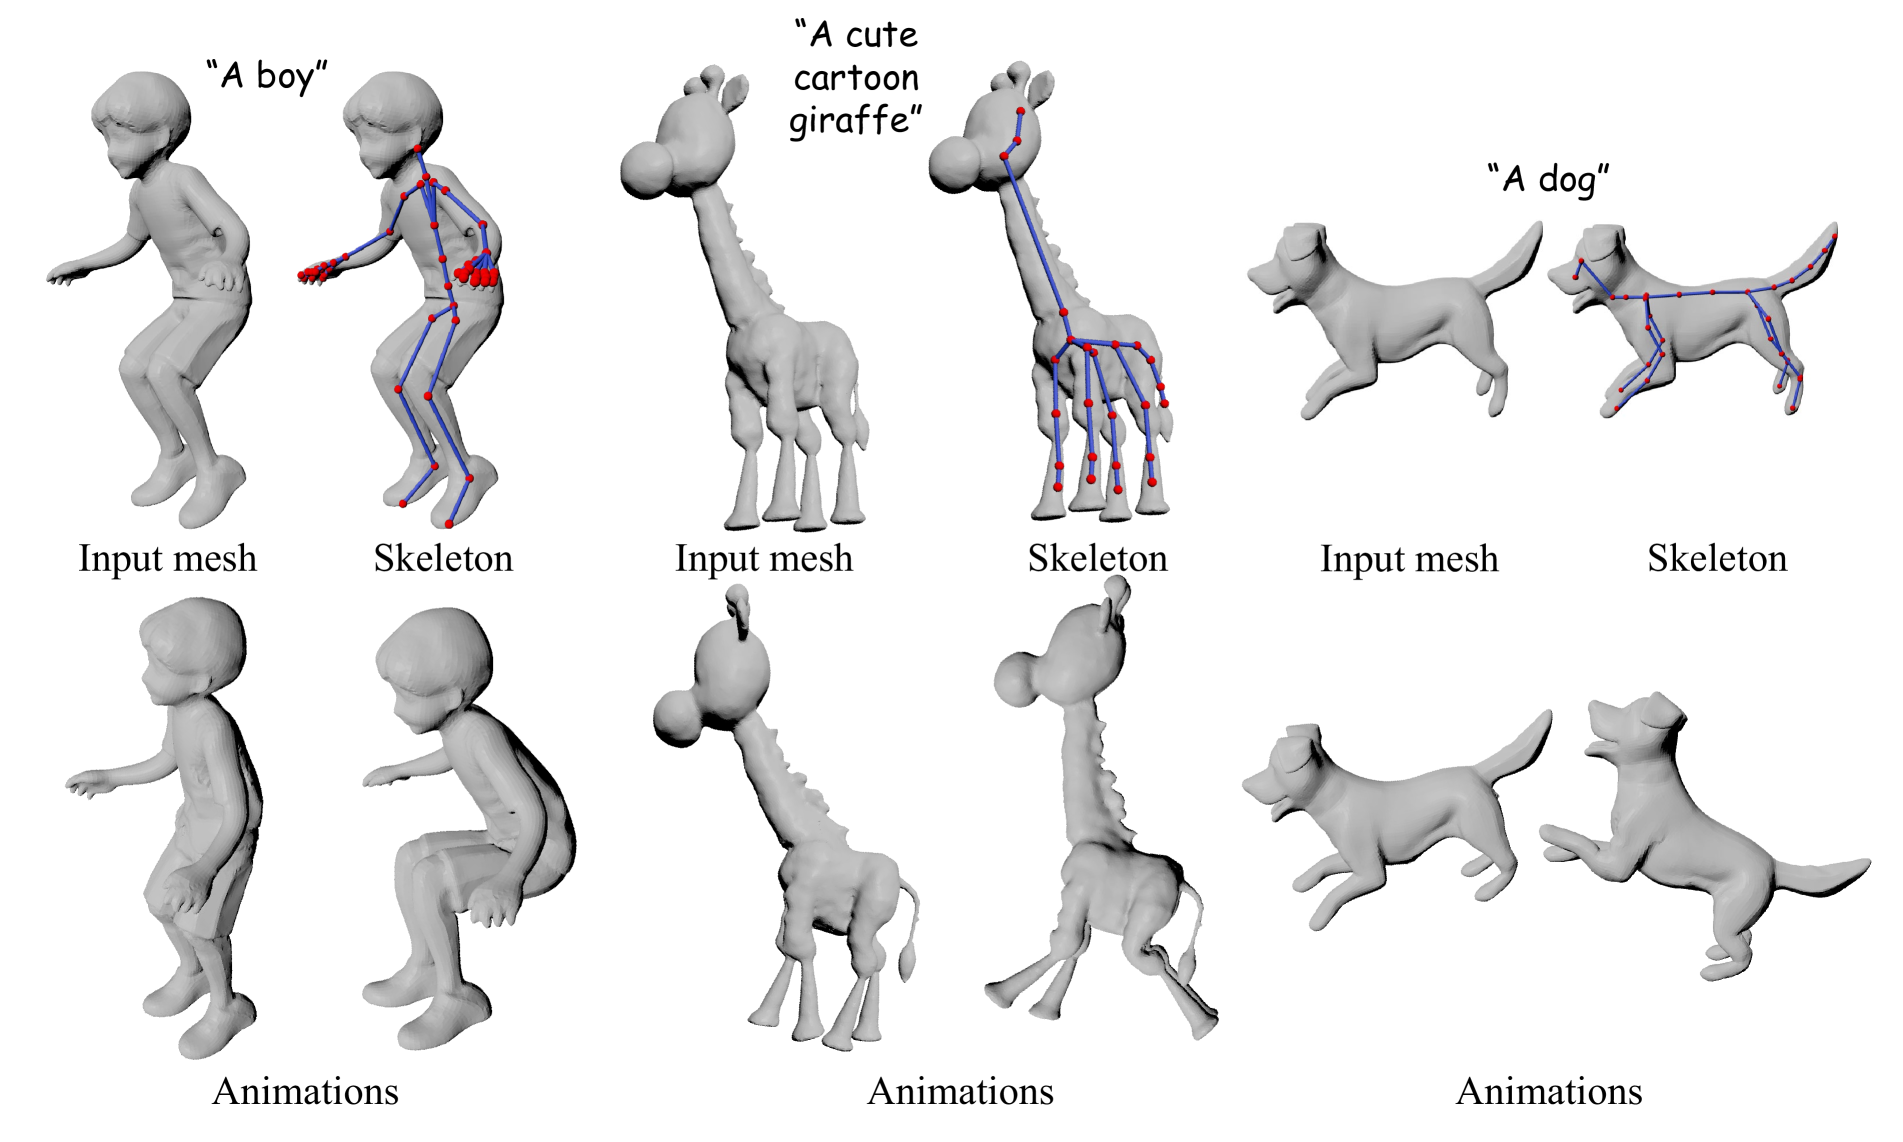 “A boy”
“A cute
cartoon
giraffe”
“A dog”
Input mesh
Skeleton
Input mesh
Skeleton
Input mesh
Skeleton
Animations
Animations
Animations